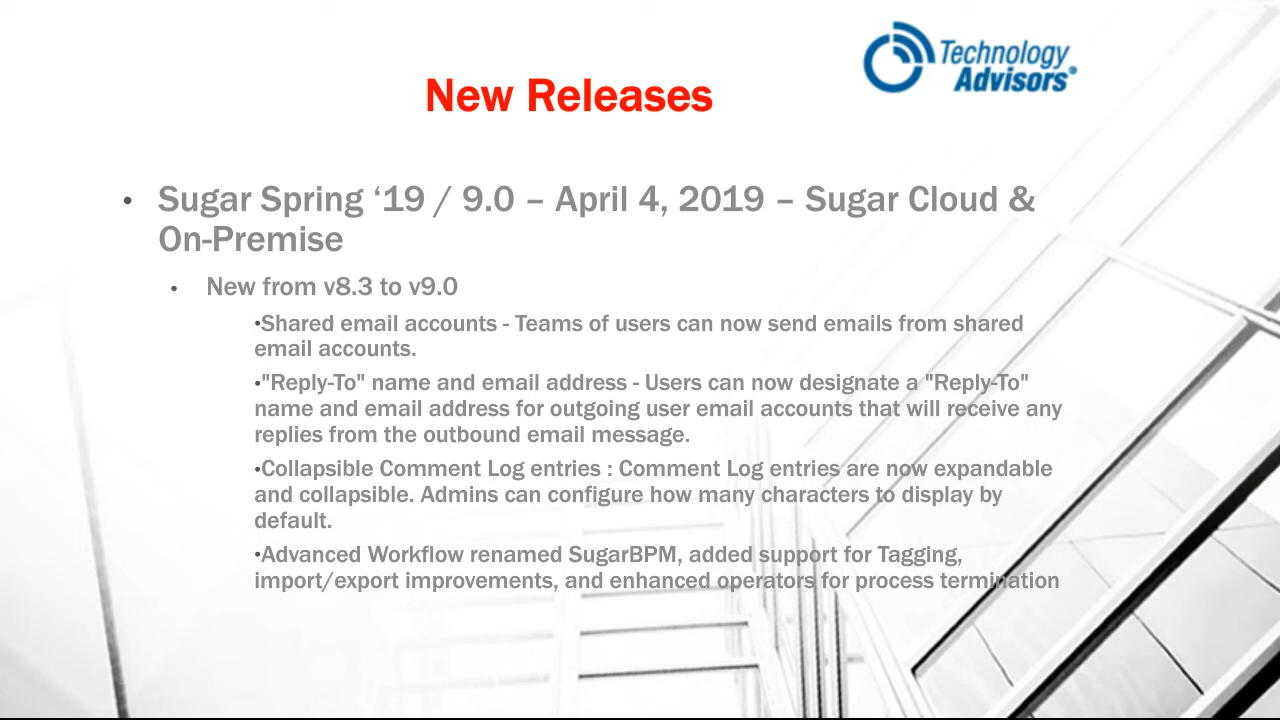 Technology
Advisors®
New Releases
• Sugar Spring ‘19 / 9.0 – April 4, 2019 – Sugar Cloud &
On-Premise
• New from v8.3 to v9.0
•Shared email accounts - Teams of users can now send emails from shared
email accounts.
•"Reply-To" name and email address - Users can now designate a "Reply-To"
name and email address for outgoing user email accounts that will receive any
replies from the outbound email message.
•Collapsible Comment Log entries : Comment Log entries are now expandable
and collapsible. Admins can configure how many characters to display by
default.
•Advanced Workflow renamed SugarBPM, added support for Tagging,
import/export improvements, and enhanced operators for process termination